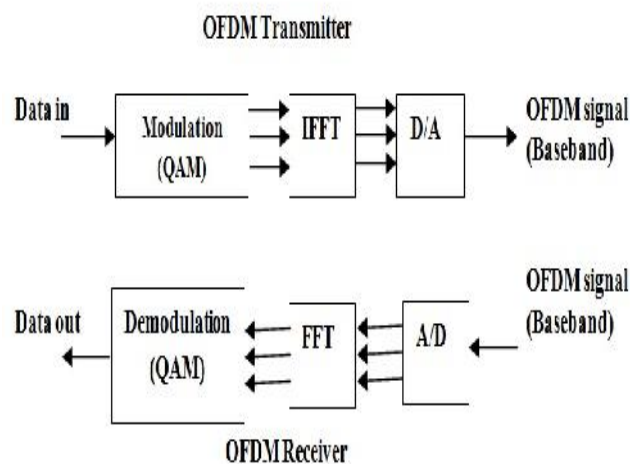 OFDM Transmitter
Data in
Modulation
(QAM)
IFFT
D/A
OFDM signal
(Baseband)
Data out
Demodulation
(QAM)
FFT
A/D
OFDM signal
(Baseband)
OFDM Receiver